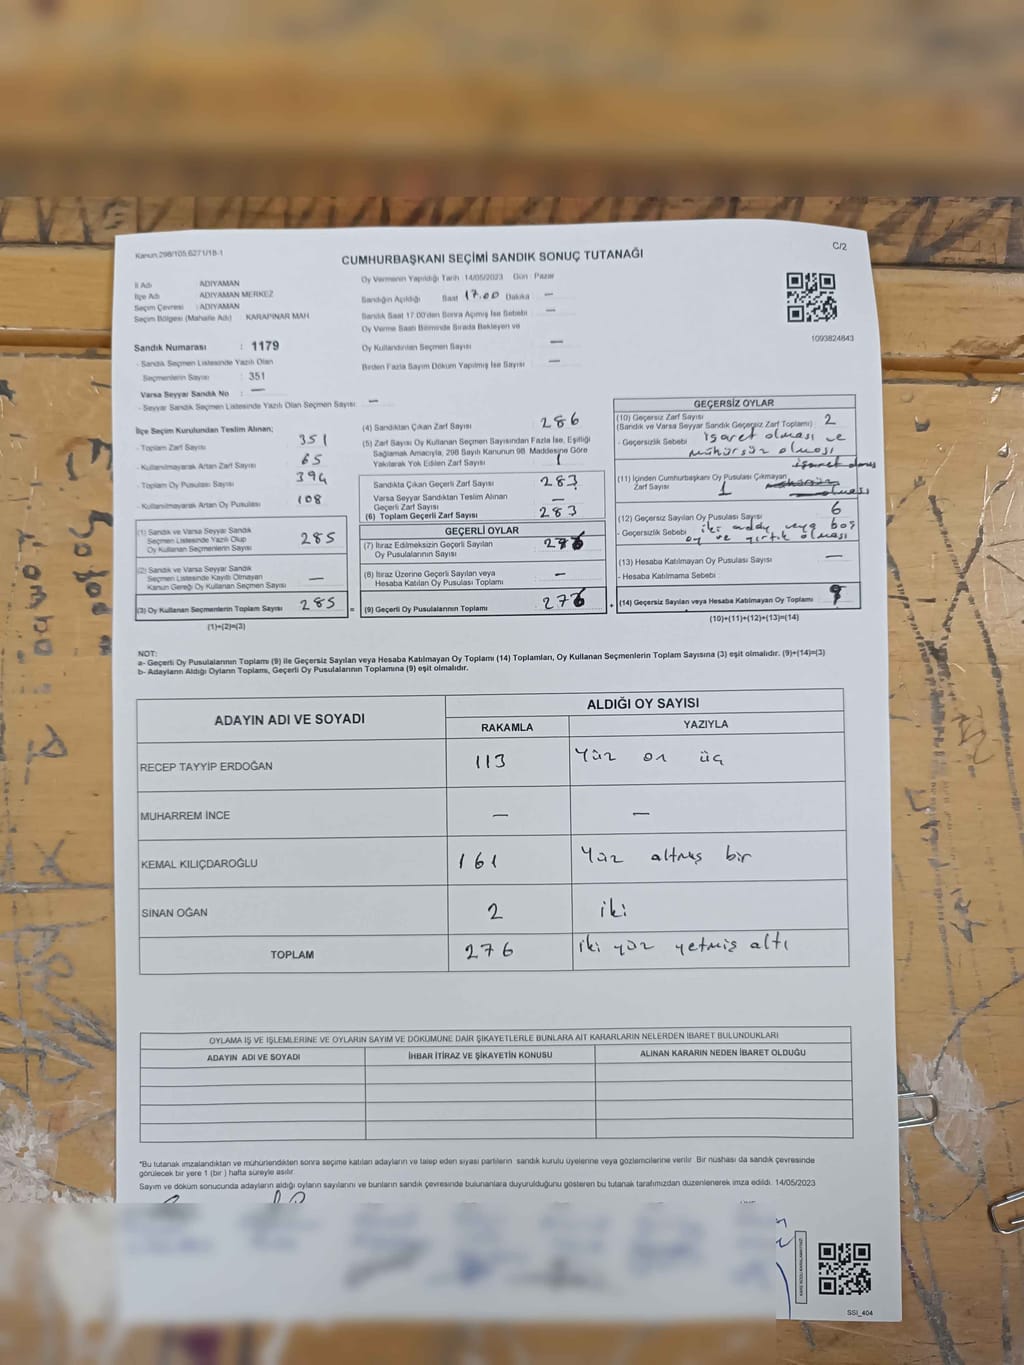 Kanun:298/105,6271/18-1
C/2
CUMHURBAŞKANI SEÇİMİ SANDIK SONUÇ TUTANAĞI
İl Adı ADIYAMAN
İlçe Adı ADIYAMAN MERKEZ
Seçim Çevresi : ADIYAMAN
Seçim Bölgesi (Mahalle Adı) : KARAPINAR MAH
Sandık Numarası : 1179
- Sandık Seçmen Listesinde Yazılı Olan
Seçmenlerin Sayısı : 351
Varsa Seyyar Sandık No : —
- Seyyar Sandık Seçmen Listesinde Yazılı Olan Seçmen Sayısı : —
Oy Vermenin Yapıldığı Tarih : 14/05/2023 Gün : Pazar
Sandığın Açıldığı Saat 17.00 Dakika —
Sandık Saat 17:00'den Sonra Açımış İse Sebebi —
Oy Verme Saati Bitiminde Sırada Bekleyen ve
Oy Kullandırılan Seçmen Sayısı —
Birden Fazla Sayım Döküm Yapılmış İse Sayısı —
1093824843
İlçe Seçim Kurulundan Teslim Alınan;
- Toplam Zarf Sayısı 351
- Kullanılmayarak Artan Zarf Sayısı 65
- Toplam Oy Pusulası Sayısı 394
- Kullanılmayarak Artan Oy Pusulası 108
(1) Sandık ve Varsa Seyyar Sandık
Seçmen Listesinde Yazılı Olup
Oy Kullanan Seçmenlerin Sayısı 285
(2) Sandık ve Varsa Seyyar Sandık
Seçmen Listesinde Kayıtlı Olmayan
Kanun Gereği Oy Kullanan Seçmen Sayısı —
(3) Oy Kullanan Seçmenlerin Toplam Sayısı 285 =
(1)+(2)=(3)
(4) Sandıktan Çıkan Zarf Sayısı 286
(5) Zarf Sayısı Oy Kullanan Seçmen Sayısından Fazla İse, Eşitliği
Sağlamak Amacıyla, 298 Sayılı Kanunun 98. Maddesine Göre
Yakılarak Yok Edilen Zarf Sayısı 1
Sandıkta Çıkan Geçerli Zarf Sayısı 283
Varsa Seyyar Sandıktan Teslim Alınan
Geçerli Zarf Sayısı —
(6) Toplam Geçerli Zarf Sayısı 283
GEÇERLİ OYLAR
(7) İtiraz Edilmeksizin Geçerli Sayılan
Oy Pusulalarının Sayısı 276
(8) İtiraz Üzerine Geçerli Sayılan veya
Hesaba Katılan Oy Pusulası Toplamı —
(9) Geçerli Oy Pusulalarının Toplamı 276 +
GEÇERSİZ OYLAR
(10) Geçersiz Zarf Sayısı 2
(Sandık ve Varsa Seyyar Sandık Geçersiz Zarf Toplamı)
- Geçersizlik Sebebi işaret olması ve
mühürsüz olması
işaret olması
(11) İçinden Cumhurbaşkanı Oy Pusulası Çıkmayan
Zarf Sayısı 1
olması
(12) Geçersiz Sayılan Oy Pusulası Sayısı 6
- Geçersizlik Sebebi iki adday veya boş
oy ve yırtık olması
(13) Hesaba Katılmayan Oy Pusulası Sayısı —
- Hesaba Katılmama Sebebi :
(14) Geçersiz Sayılan veya Hesaba Katılmayan Oy Toplamı 9
(10)+(11)+(12)+(13)=(14)
NOT:
a- Geçerli Oy Pusulalarının Toplamı (9) ile Geçersiz Sayılan veya Hesaba Katılmayan Oy Toplamı (14) Toplamları, Oy Kullanan Seçmenlerin Toplam Sayısına (3) eşit olmalıdır. (9)+(14)=(3)
b- Adayların Aldığı Oyların Toplamı, Geçerli Oy Pusulalarının Toplamına (9) eşit olmalıdır.
ADAYIN ADI VE SOYADI
ALDIĞI OY SAYISI
RAKAMLA YAZIYLA
RECEP TAYYİP ERDOĞAN 113 Yüz on üç
MUHARREM İNCE — —
KEMAL KILIÇDAROĞLU 161 Yüz altmış bir
SİNAN OĞAN 2 iki
TOPLAM 276 iki yüz yetmiş altı
OYLAMA İŞ VE İŞLEMLERİNE VE OYLARIN SAYIM VE DÖKÜMÜNE DAİR ŞİKAYETLERLE BUNLARA AİT KARARLARIN NELERDEN İBARET BULUNDUKLARI
ADAYIN ADI VE SOYADI İHBAR İTİRAZ VE ŞİKAYETİN KONUSU ALINAN KARARIN NEDEN İBARET OLDUĞU
*Bu tutanak imzalandıktan ve mühürlendikten sonra seçime katılan adayların ve talep eden siyasi partilerin sandık kurulu üyelerine veya gözlemcilerine verilir. Bir nüshası da sandık çevresinde
görülecek bir yere 1 (bir ) hafta süreyle asılır.
Sayım ve döküm sonucunda adayların aldığı oyların sayılarını ve bunların sandık çevresinde bulunanlara duyurulduğunu gösteren bu tutanak tarafımızdan düzenlenerek imza edildi. 14/05/2023
SSI_404